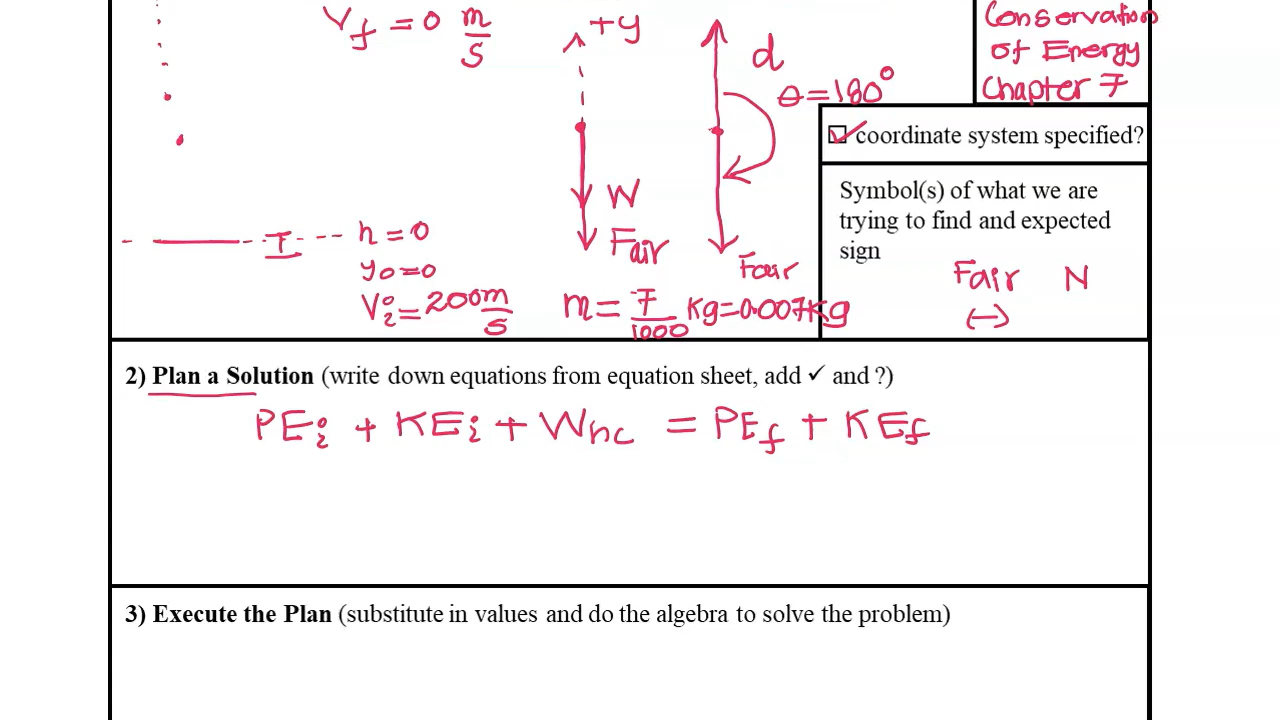 Conservation
of Energy
Chapter 7
Vf = 0 m/s
+y
d
θ = 180°
coordinate system specified?
Symbol(s) of what we are
trying to find and expected
sign
Fair N
(-)
W
Fair
Fair
I
h = 0
y0 = 0
Vi = 200 m/s
m = 7/1000 Kg = 0.007Kg
2) Plan a Solution (write down equations from equation sheet, add ✓ and ?)
PEi + KEi + Wnc = PEf + KEf
3) Execute the Plan (substitute in values and do the algebra to solve the problem)